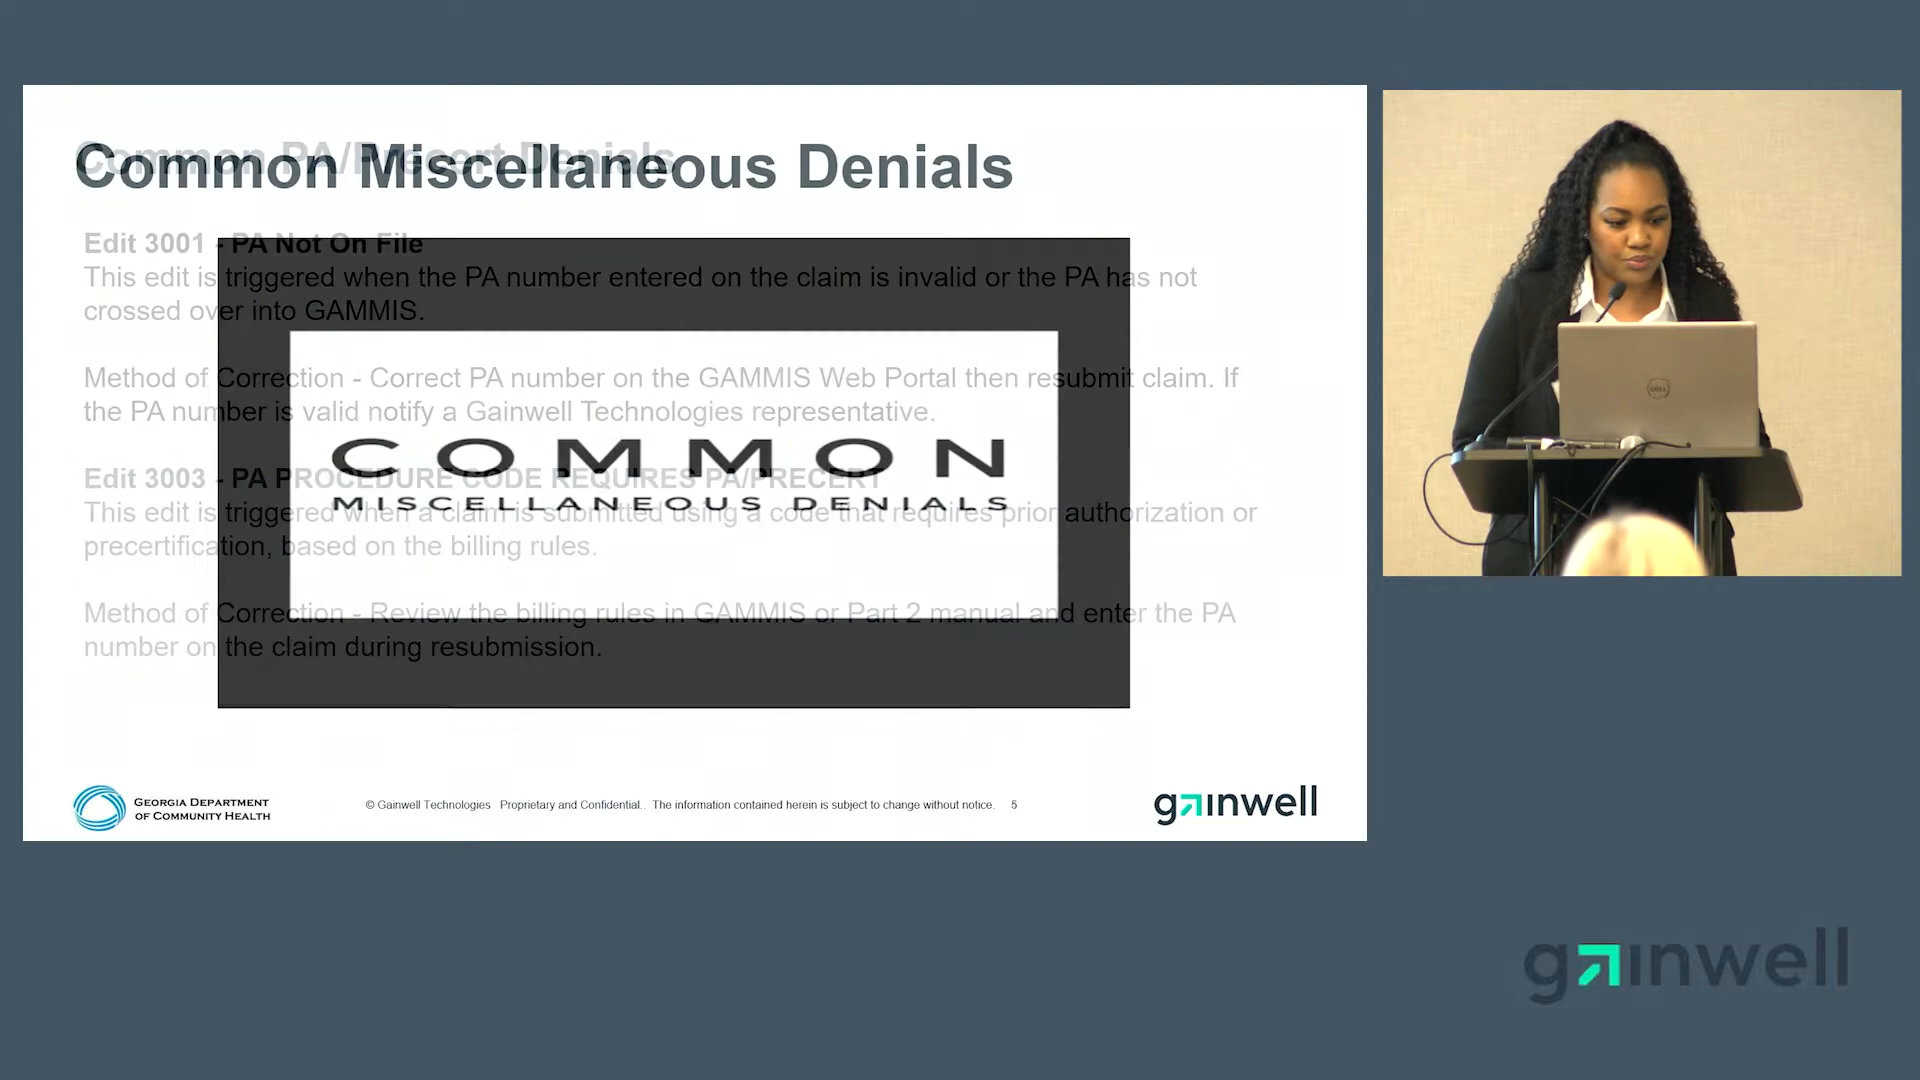 Common PA/Precert Denials
Common Miscellaneous Denials
Edit 3001 - PA Not On File
This edit is triggered when the PA number entered on the claim is invalid or the PA has not
crossed over into GAMMIS.
Method of Correction - Correct PA number on the GAMMIS Web Portal then resubmit claim. If
the PA number is valid notify a Gainwell Technologies representative.
COMMON
Edit 3003 - PA PROCEDURE CODE REQUIRES PA/PRECERT
MISCELLANEOUS DENIALS
This edit is triggered when a claim is submitted using a code that requires prior authorization or
precertification, based on the billing rules.
Method of Correction - Review the billing rules in GAMMIS or Part 2 manual and enter the PA
number on the claim during resubmission.
GEORGIA DEPARTMENT
OF COMMUNITY HEALTH
© Gainwell Technologies Proprietary and Confidential.. The information contained herein is subject to change without notice. 5
gainwell
DELL
gainwell